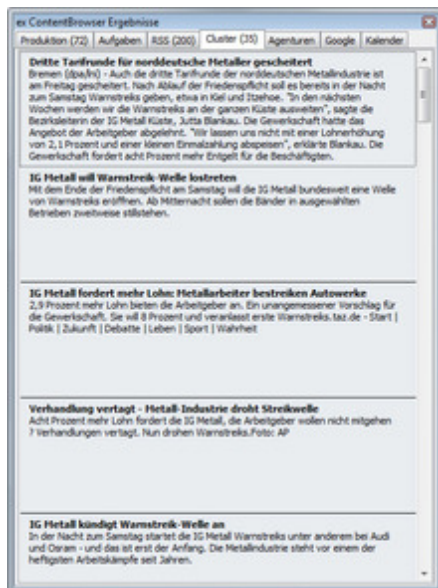 ex ContentBrowser Ergebnisse
Produktion (72) Aufgaben RSS (200) Cluster (35) Agenturen Google Kalender
Dritte Tarifrunde für norddeutsche Metaller gescheitert
Bremen (dpa/lni) - Auch die dritte Tarifrunde der norddeutschen Metallindustrie ist
am Freitag gescheitert. Nach Ablauf der Friedenspflicht soll es bereits in der Nacht
zum Samstag Warnstreiks geben, etwa in Kiel und Itzehoe. "In den nächsten
Wochen werden wir die Warnstreiks an der ganzen Küste ausweiten", sagte die
Bezirksleiterin der IG Metall Küste, Jutta Blankau. Die Gewerkschaft hatte das
Angebot der Arbeitgeber abgelehnt. "Wir lassen uns nicht mit einer Lohnerhöhung
von 2,1 Prozent und einer kleinen Einmalzahlung abspeisen", erklärte Blankau. Die
Gewerkschaft fordert acht Prozent mehr Entgelt für die Beschäftigten.
IG Metall will Warnstreik-Welle lostreten
Mit dem Ende der Friedenspflicht am Samstag will die IG Metall bundesweit eine Welle
von Warnstreiks eröffnen. Ab Mitternacht sollen die Bänder in ausgewählten
Betrieben zweitweise stillstehen.
IG Metall fordert mehr Lohn: Metallarbeiter bestreiken Autowerke
2,9 Prozent mehr Lohn bieten die Arbeitgeber an. Ein unangemessener Vorschlag für
die Gewerkschaft. Sie will 8 Prozent und veranlasst erste Warnstreiks.taz.de - Start |
Politik | Zukunft | Debatte | Leben | Sport | Wahrheit
Verhandlung vertagt - Metall-Industrie droht Streikwelle
Acht Prozent mehr Lohn fordert die IG Metall, die Arbeitgeber wollen nicht mitgehen
? Verhandlungen vertagt. Nun drohen Warnstreiks.Foto: AP
IG Metall kündigt Warnstreik-Welle an
In der Nacht zum Samstag startet die IG Metall Warnstreiks unter anderem bei Audi
und Osram - und das ist erst der Anfang. Die Metallindustrie steht vor einem der
heftigsten Arbeitskämpfe seit Jahren.